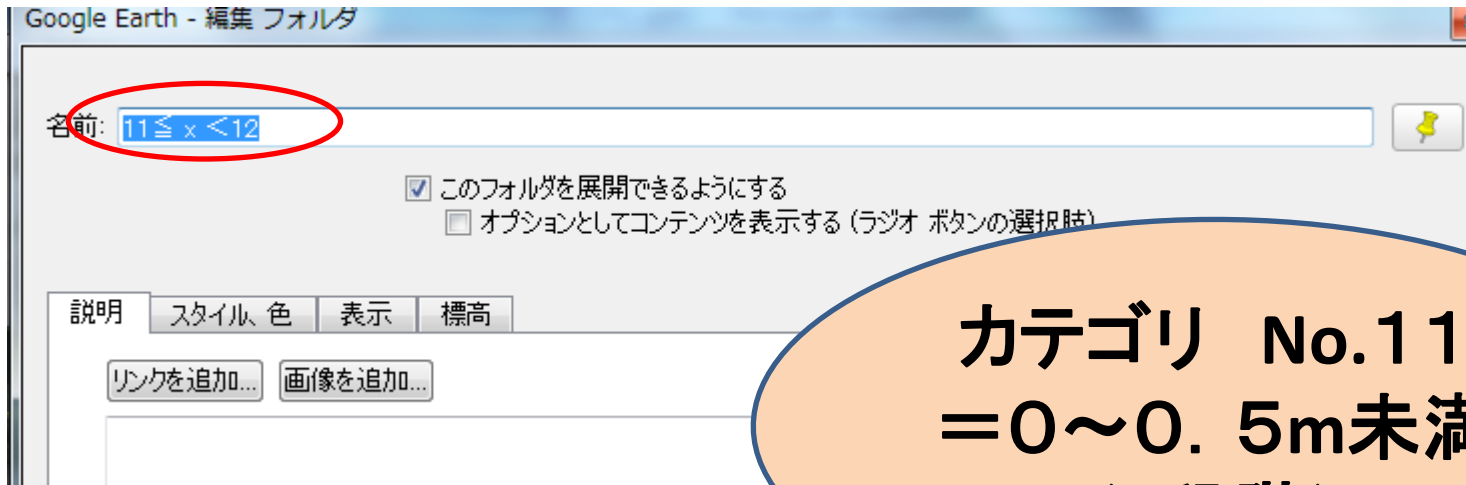 Google Earth - 編集 フォルダ
名前: 11≦ x <12
このフォルダを展開できるようにする
オプションとしてコンテンツを表示する (ラジオ ボタンの選択肢)
説明 スタイル、色 表示 標高
リンクを追加... 画像を追加...
カテゴリ No.11
＝0～0．5m未満